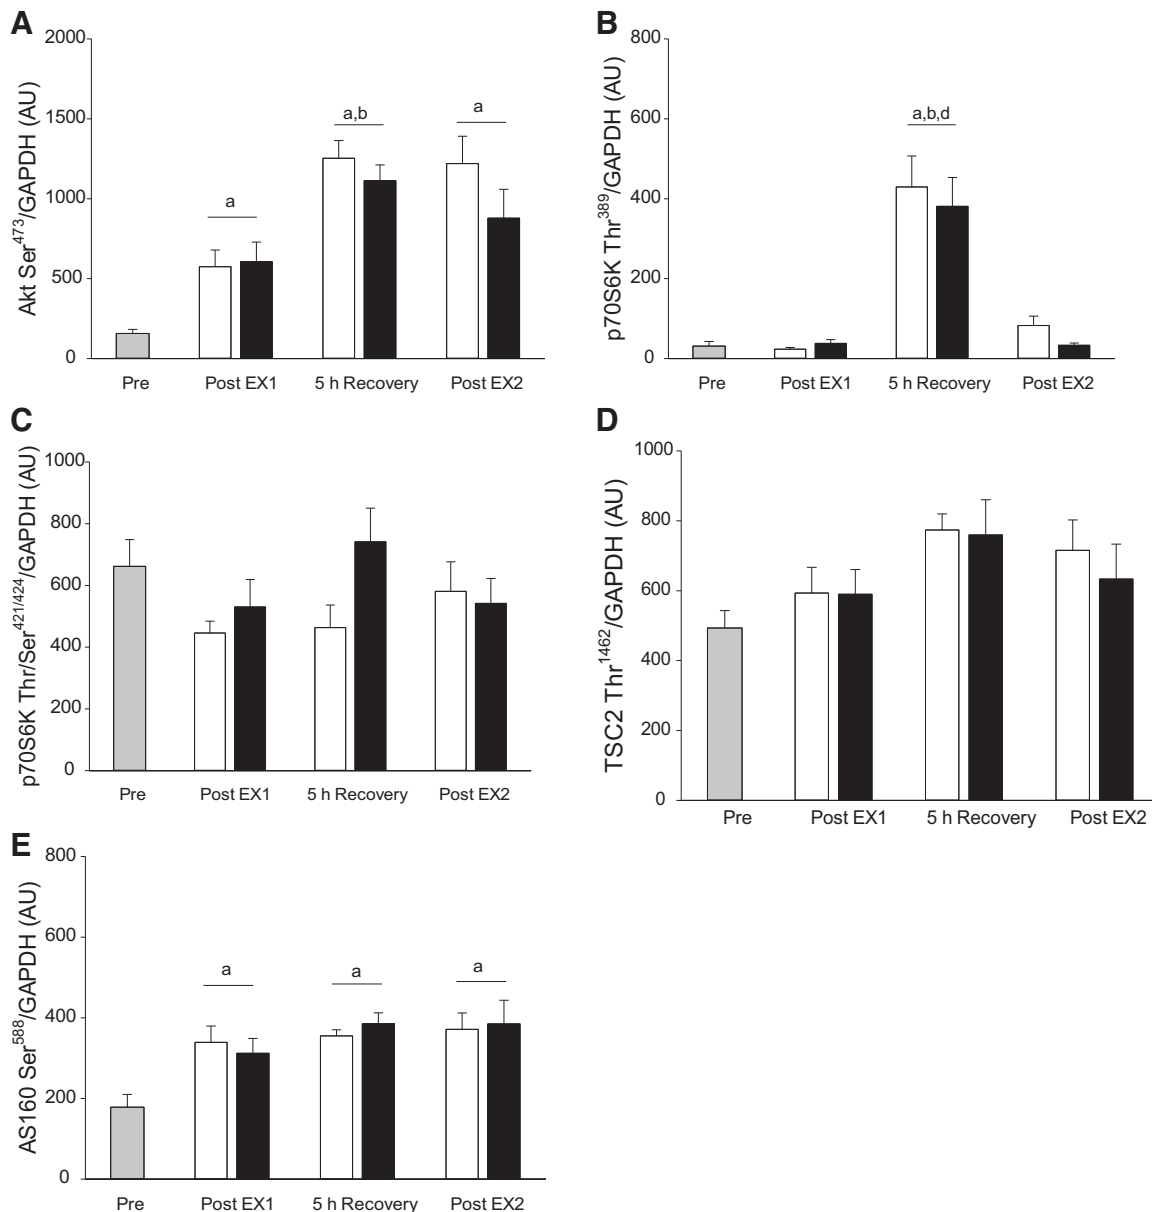 A
Akt Ser473/GAPDH (AU)
2000
1500
1000
500
0
a
a,b
a
Pre Post EX1 5 h Recovery Post EX2
B
p70S6K Thr389/GAPDH (AU)
800
600
400
200
0
a,b,d
Pre Post EX1 5 h Recovery Post EX2
C
p70S6K Thr/Ser421/424/GAPDH (AU)
1000
800
600
400
200
0
Pre Post EX1 5 h Recovery Post EX2
D
TSC2 Thr1462/GAPDH (AU)
1000
800
600
400
200
0
Pre Post EX1 5 h Recovery Post EX2
E
AS160 Ser588/GAPDH (AU)
800
600
400
200
0
a
a
a
Pre Post EX1 5 h Recovery Post EX2